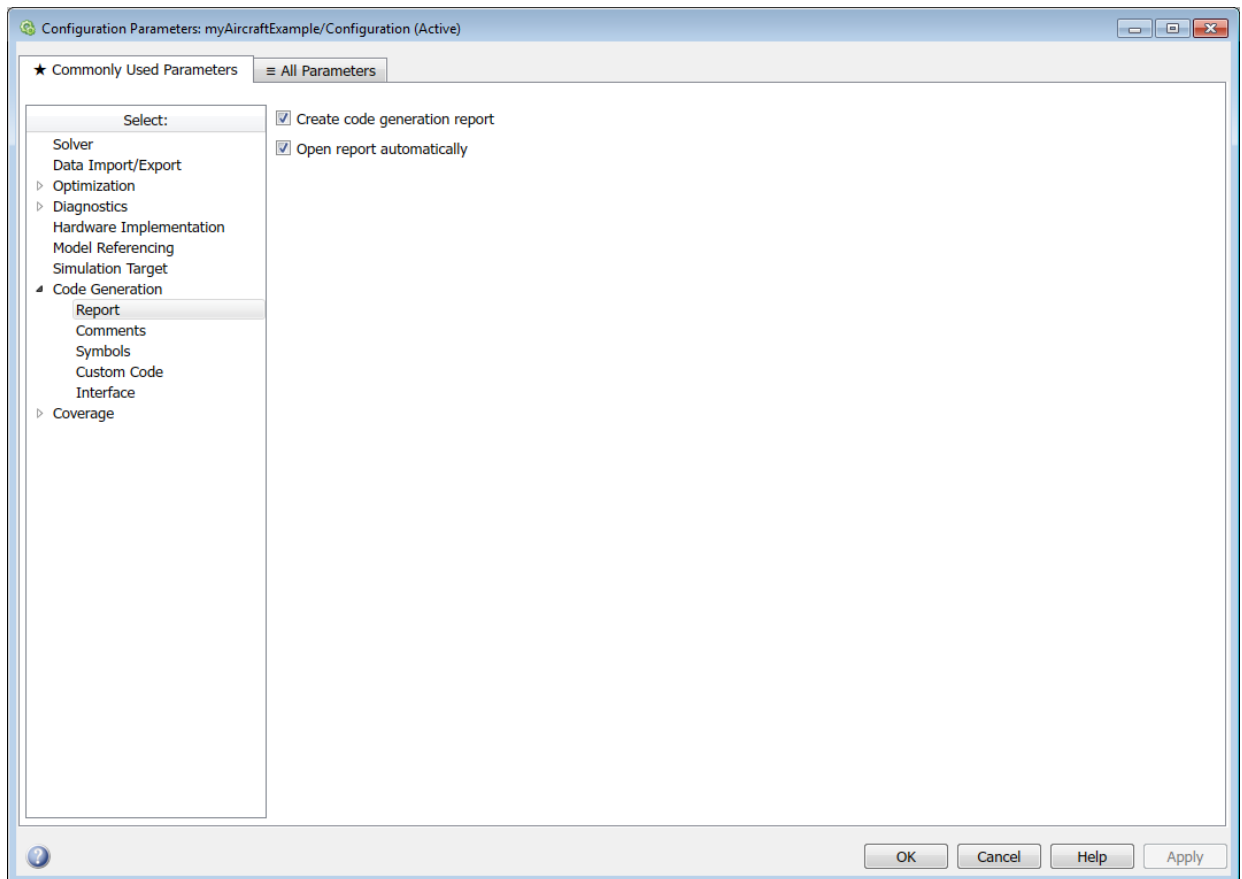 Configuration Parameters: myAircraftExample/Configuration (Active)
★ Commonly Used Parameters
≡ All Parameters
Select:
Solver
Data Import/Export
Optimization
Diagnostics
Hardware Implementation
Model Referencing
Simulation Target
Code Generation
Report
Comments
Symbols
Custom Code
Interface
Coverage
Create code generation report
Open report automatically
OK
Cancel
Help
Apply